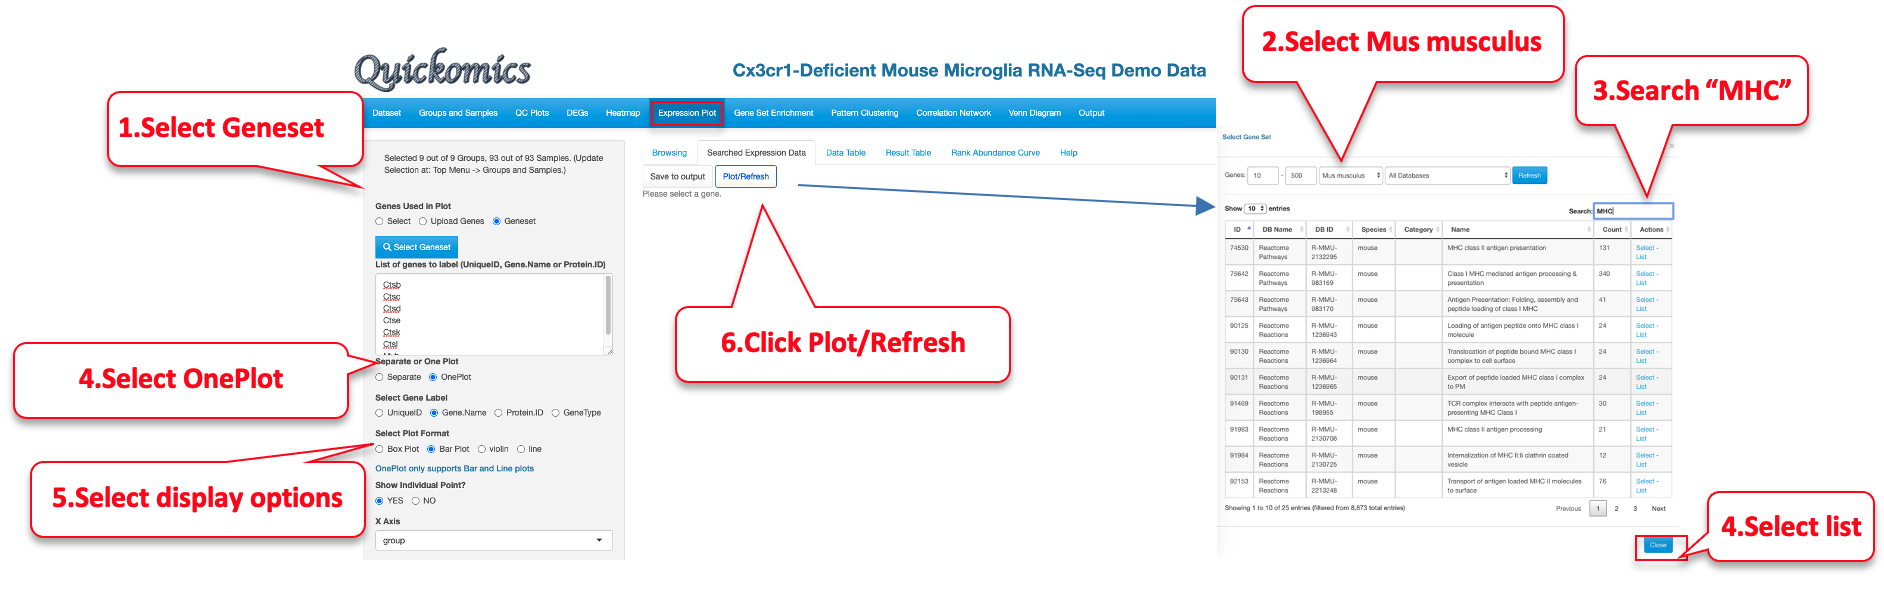 Quickomics
Cx3cr1-Deficient Mouse Microglia RNA-Seq Demo Data
Dataset Groups and Samples QC Plots DEGs Heatmap Expression Plot Gene Set Enrichment Pattern Clustering Correlation Network Venn Diagram Output
1.Select Geneset
Selected 9 out of 9 Groups, 93 out of 93 Samples. (Update
Selection at: Top Menu -> Groups and Samples.)
Genes Used in Plot
Select Upload Genes Geneset
Select Geneset
List of genes to label (UniqueID, Gene.Name or Protein.ID)
Ctsb
Ctsc
Ctsd
Ctse
Ctsk
Ctsl
4.Select OnePlot
Separate or One Plot
Separate OnePlot
Select Gene Label
UniqueID Gene.Name Protein.ID GeneType
Select Plot Format
Box Plot Bar Plot violin line
OnePlot only supports Bar and Line plots
5.Select display options
Show Individual Point?
YES NO
X Axis
group
Browsing Searched Expression Data Data Table Result Table Rank Abundance Curve Help
Save to output Plot/Refresh
Please select a gene.
6.Click Plot/Refresh
2.Select Mus musculus
3.Search “MHC”
Select Gene Set
×
Genes: 10 - 500 Mus musculus All Databases Refresh
Show 10 entries
Search: MHC
ID DB Name DB ID Species Category Name Count Actions
74530 Reactome Pathways R-MMU-2132295 mouse MHC class II antigen presentation 131 Select - List
75642 Reactome Pathways R-MMU-983169 mouse Class I MHC mediated antigen processing & presentation 340 Select - List
75643 Reactome Pathways R-MMU-983170 mouse Antigen Presentation: Folding, assembly and peptide loading of class I MHC 41 Select - List
90125 Reactome Reactions R-MMU-1236943 mouse Loading of antigen peptide onto MHC class I molecule 24 Select - List
90130 Reactome Reactions R-MMU-1236964 mouse Translocation of peptide bound MHC class I complex to cell surface 24 Select - List
90131 Reactome Reactions R-MMU-1236965 mouse Export of peptide loaded MHC class I complex to PM 24 Select - List
91469 Reactome Reactions R-MMU-198955 mouse TCR complex interacts with peptide antigen-presenting MHC Class I 30 Select - List
91983 Reactome Reactions R-MMU-2130706 mouse MHC class II antigen processing 21 Select - List
91984 Reactome Reactions R-MMU-2130725 mouse Internalization of MHC II:Ii clathrin coated vesicle 12 Select - List
92153 Reactome Reactions R-MMU-2213248 mouse Transport of antigen loaded MHC II molecules to surface 76 Select - List
Showing 1 to 10 of 25 entries (filtered from 8,873 total entries)
Previous 1 2 3 Next
4.Select list
Close